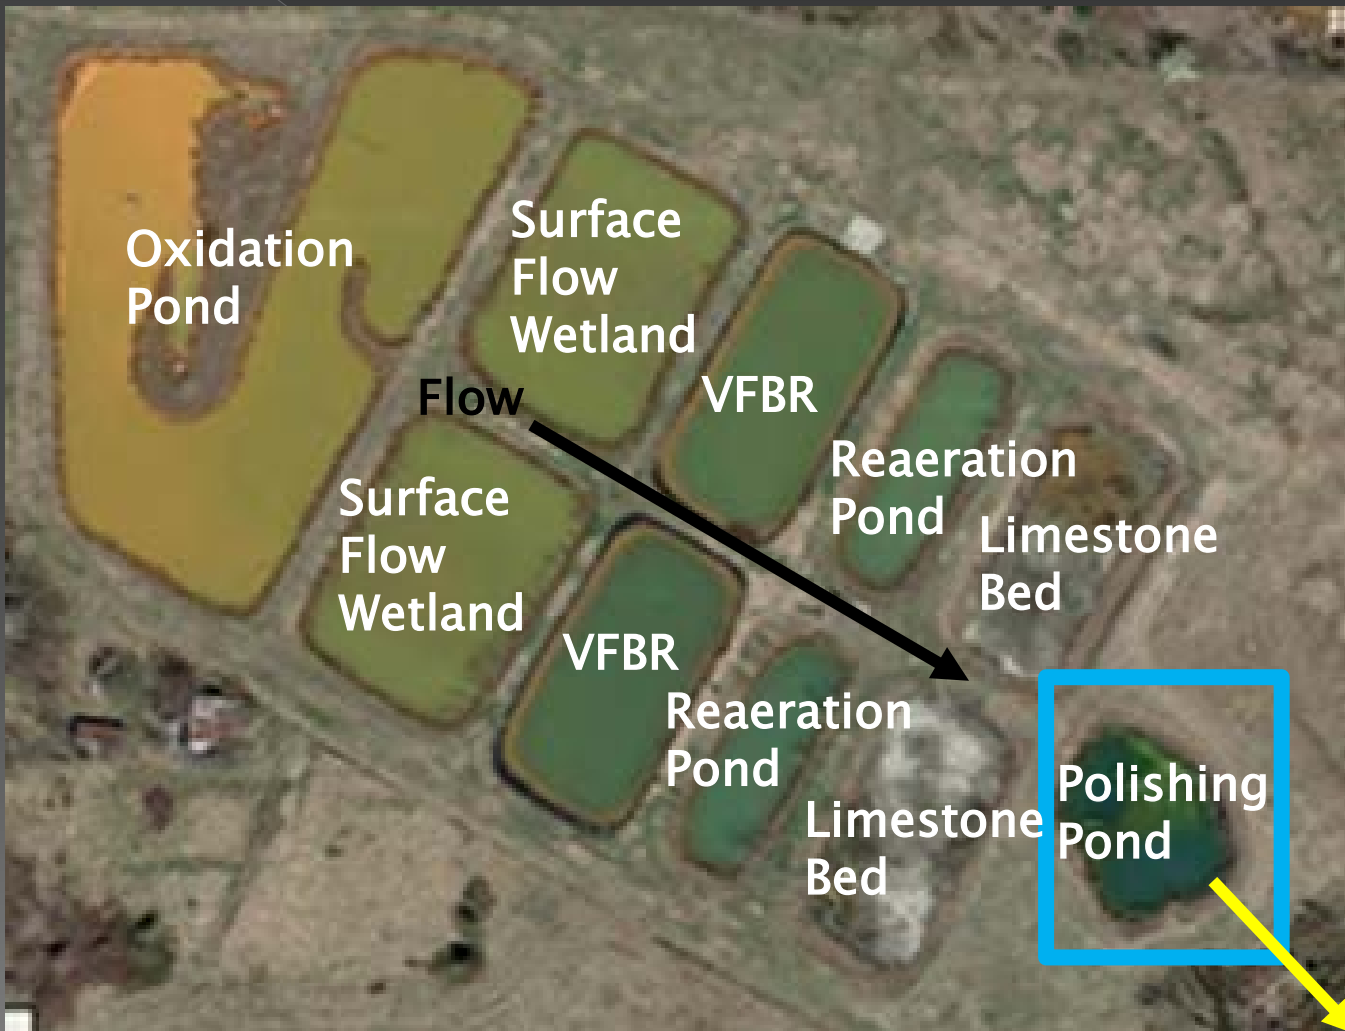 Oxidation
Pond
Surface
Flow
Wetland
Flow
VFBR
Surface
Flow
Wetland
VFBR
Reaeration
Pond
Limestone
Bed
Reaeration
Pond
Limestone
Bed
Polishing
Pond